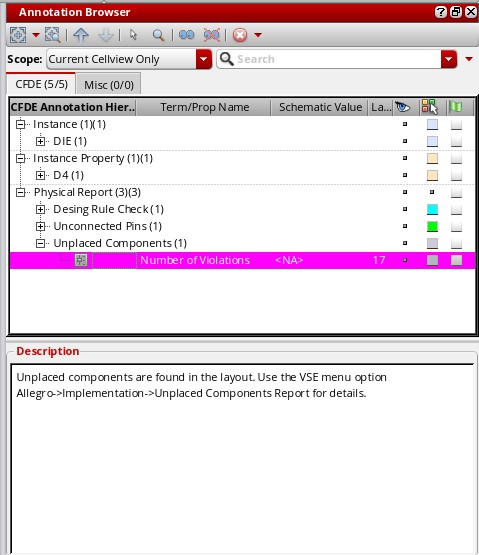 Annotation Browser
Scope: Current Cellview Only Search
CFDE (5/5) Misc (0/0)
CFDE Annotation Hier.. Term/Prop Name Schematic Value La...
Instance (1)(1)
DIE (1)
Instance Property (1)(1)
D4 (1)
Physical Report (3)(3)
Desing Rule Check (1)
Unconnected Pins (1)
Unplaced Components (1)
Number of Violations <NA> 17
Description
Unplaced components are found in the layout. Use the VSE menu option
Allegro->Implementation->Unplaced Components Report for details.